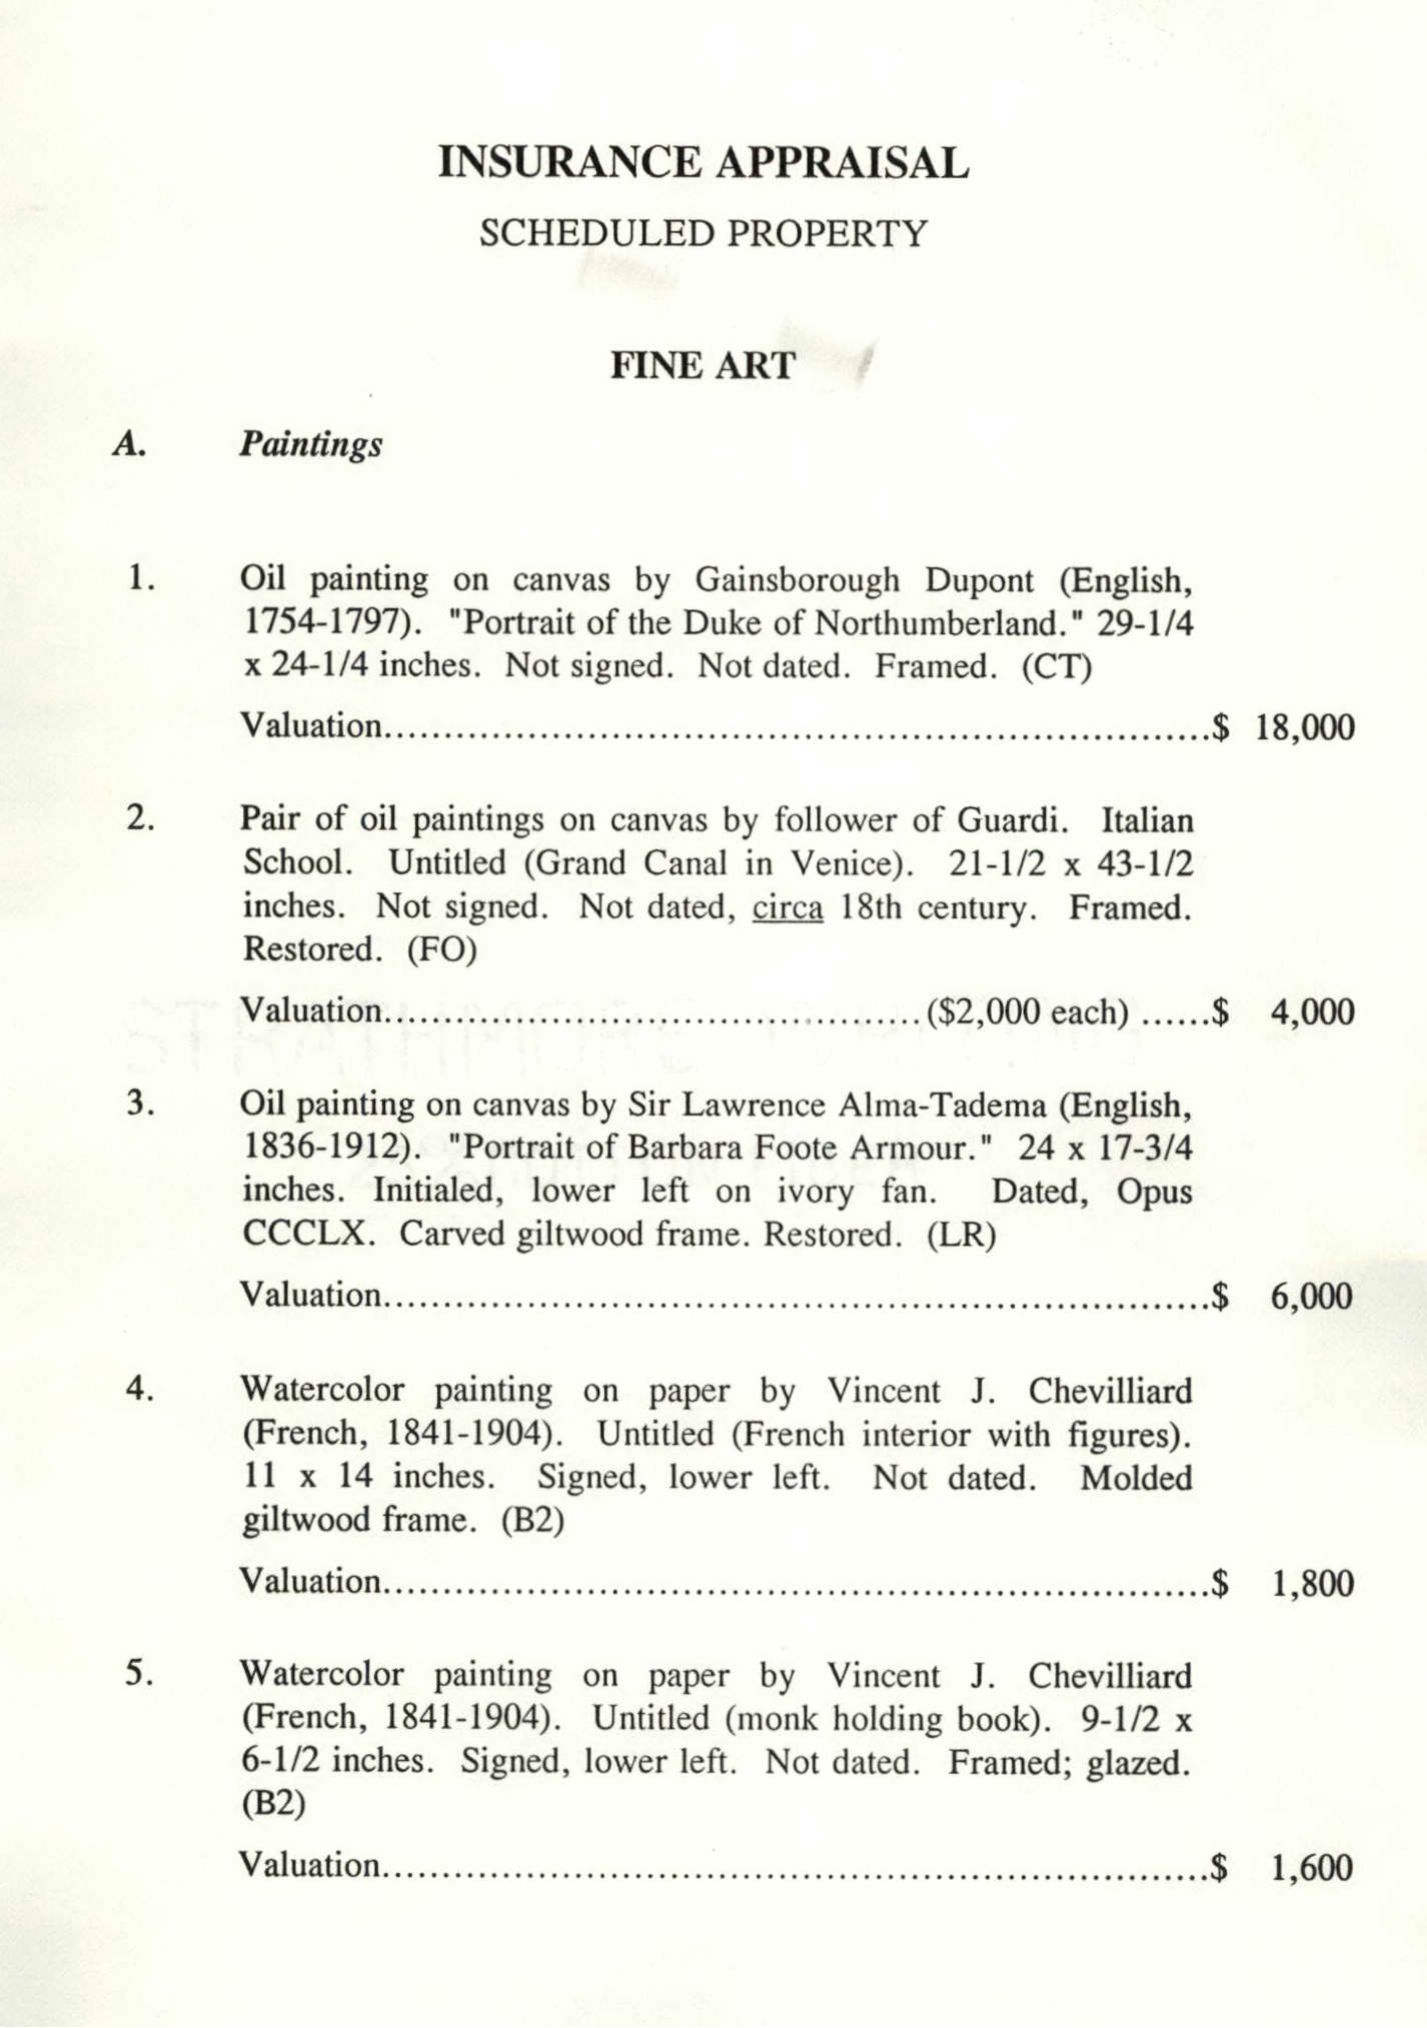 INSURANCE APPRAISAL
SCHEDULED PROPERTY
FINE ART
A. Paintings
1. Oil painting on canvas by Gainsborough Dupont (English,
1754-1797). "Portrait of the Duke of Northumberland." 29-1/4
x 24-1/4 inches. Not signed. Not dated. Framed. (CT)
Valuation......................................................................$ 18,000
2. Pair of oil paintings on canvas by follower of Guardi. Italian
School. Untitled (Grand Canal in Venice). 21-1/2 x 43-1/2
inches. Not signed. Not dated, circa 18th century. Framed.
Restored. (FO)
Valuation.............................................($2,000 each) ......$ 4,000
3. Oil painting on canvas by Sir Lawrence Alma-Tadema (English,
1836-1912). "Portrait of Barbara Foote Armour." 24 x 17-3/4
inches. Initialed, lower left on ivory fan. Dated, Opus
CCCLX. Carved giltwood frame. Restored. (LR)
Valuation......................................................................$ 6,000
4. Watercolor painting on paper by Vincent J. Chevilliard
(French, 1841-1904). Untitled (French interior with figures).
11 x 14 inches. Signed, lower left. Not dated. Molded
giltwood frame. (B2)
Valuation......................................................................$ 1,800
5. Watercolor painting on paper by Vincent J. Chevilliard
(French, 1841-1904). Untitled (monk holding book). 9-1/2 x
6-1/2 inches. Signed, lower left. Not dated. Framed; glazed.
(B2)
Valuation......................................................................$ 1,600